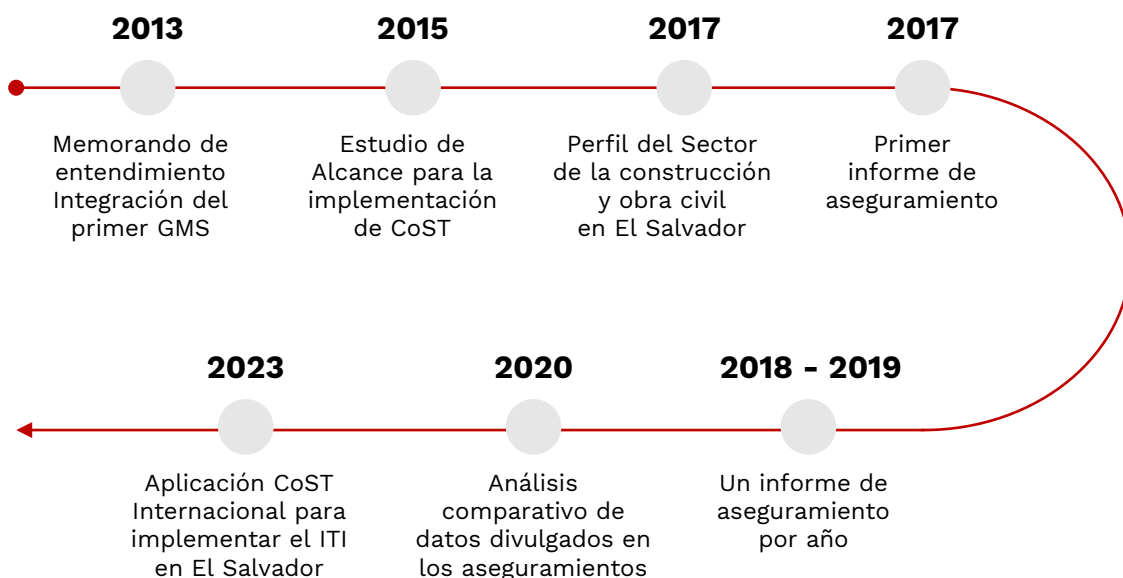 2013
Memorando de
entendimiento
Integración del
primer GMS
2015
Estudio de
Alcance para la
implementación
de CoST
2017
Perfil del Sector
de la construcción
y obra civil
en El Salvador
2017
Primer
informe de
aseguramiento
2018 - 2019
Un informe de
aseguramiento
por año
2020
Análisis
comparativo de
datos divulgados en
los aseguramientos
2023
Aplicación CoST
Internacional para
implementar el ITI
en El Salvador